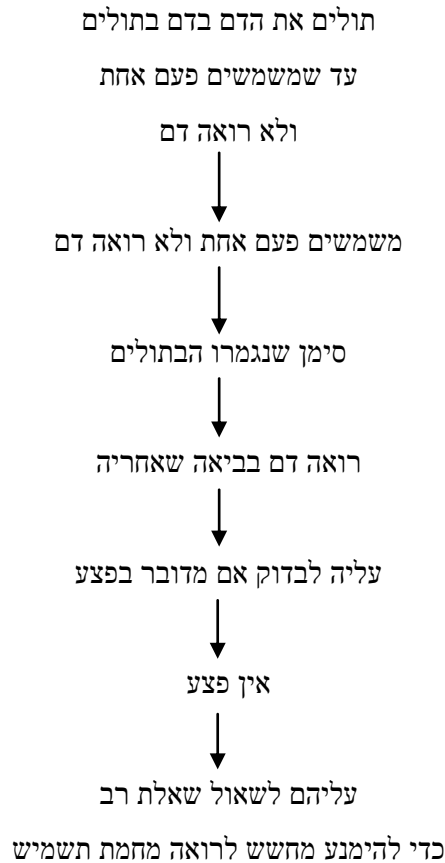 תולים את הדם בדם בתולים
עד שמשמשים פעם אחת
ולא רואה דם
משמשים פעם אחת ולא רואה דם
סימן שנגמרו הבתולים
רואה דם בביאה שאחריה
עליה לבדוק אם מדובר בפצע
אין פצע
עליהם לשאול שאלת רב
כדי להימנע מחשש לרואה מחמת תשמיש